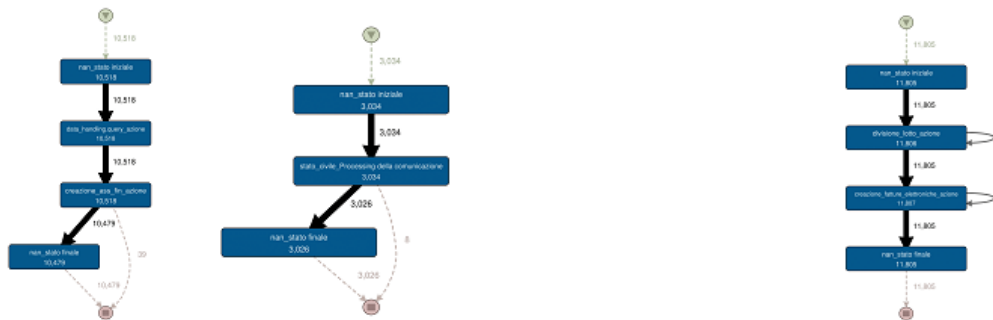 10,518
nan_stato iniziale
10,518
10,518
data_handling.query_azione
10,518
10,518
creazione_ass_fin_azione
10,518
10,479
39
nan_stato finale
10,479
10,479
3,034
nan_stato iniziale
3,034
3,034
stato_civile_Processing della comunicazione
3,034
3,026
8
nan_stato finale
3,026
3,026
11,805
nan_stato iniziale
11,805
11,805
divisione_lotto_azione
11,805
creazione_fatture_elettroniche_azione
11,807
11,805
nan_stato finale
11,805
11,805